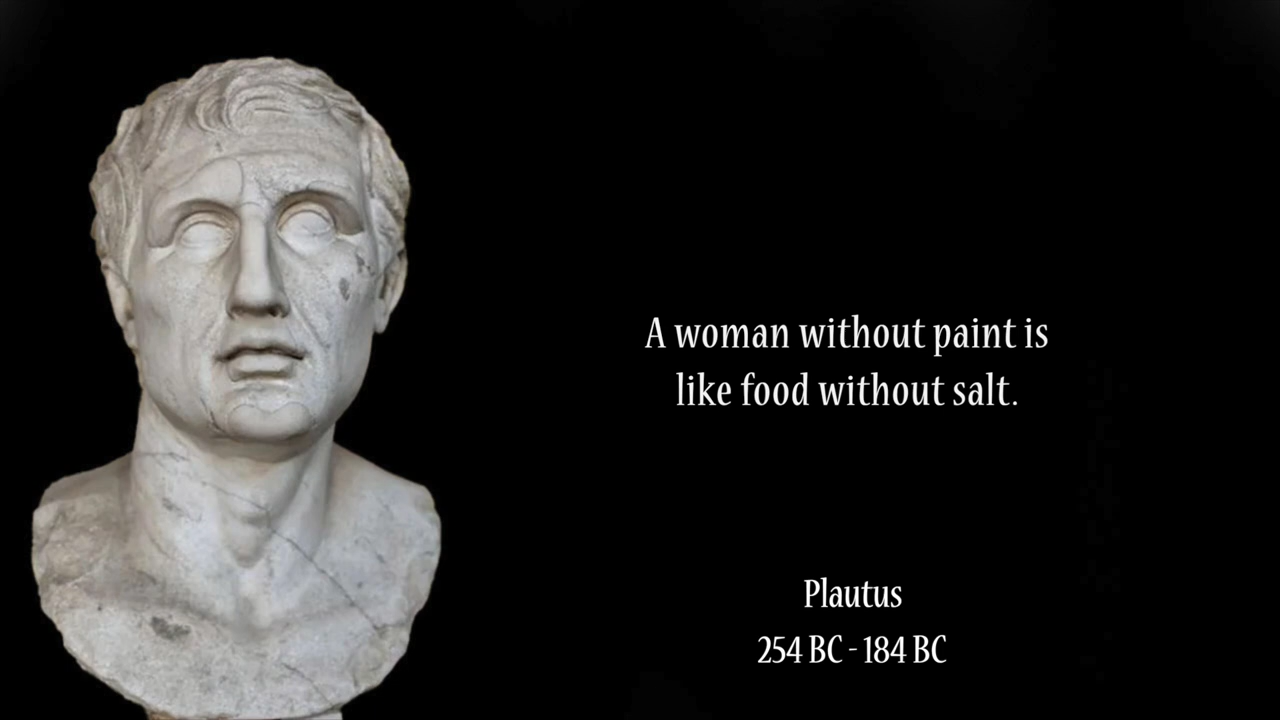 A woman without paint is
like food without salt.
Plautus
254 BC - 184 BC